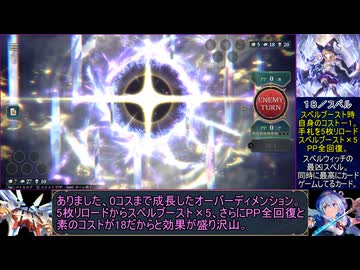 PP 0
ENEMY
TURN
18／スペル
スペルブースト時
自身のコスト－1。
手札を5枚リロード
スペルブースト×5
PP全回復。
スペルウィッチの
最凶スペル。
同時に最高にカード
ゲームしてるカード。
ありました、0コスまで成長したオーバーディメンション。
5枚リロードからスペルブースト×5、さらにPP全回復と
素のコストが18だからと効果が盛り沢山。